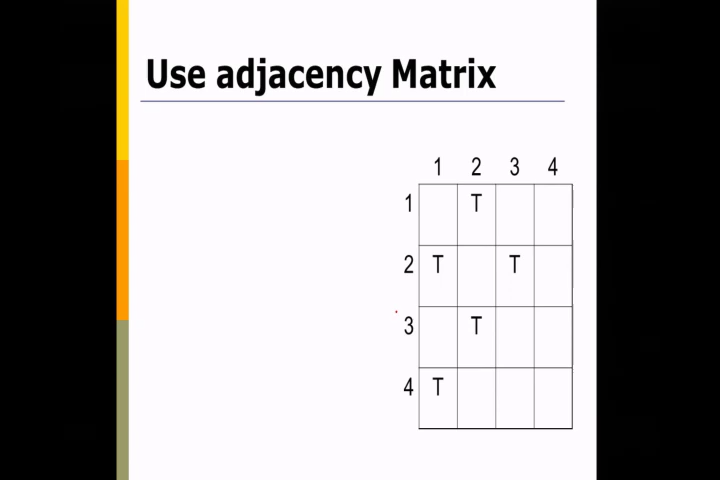 Use adjacency Matrix
1 2 3 4
1 T
2 T T
3 T
4 T